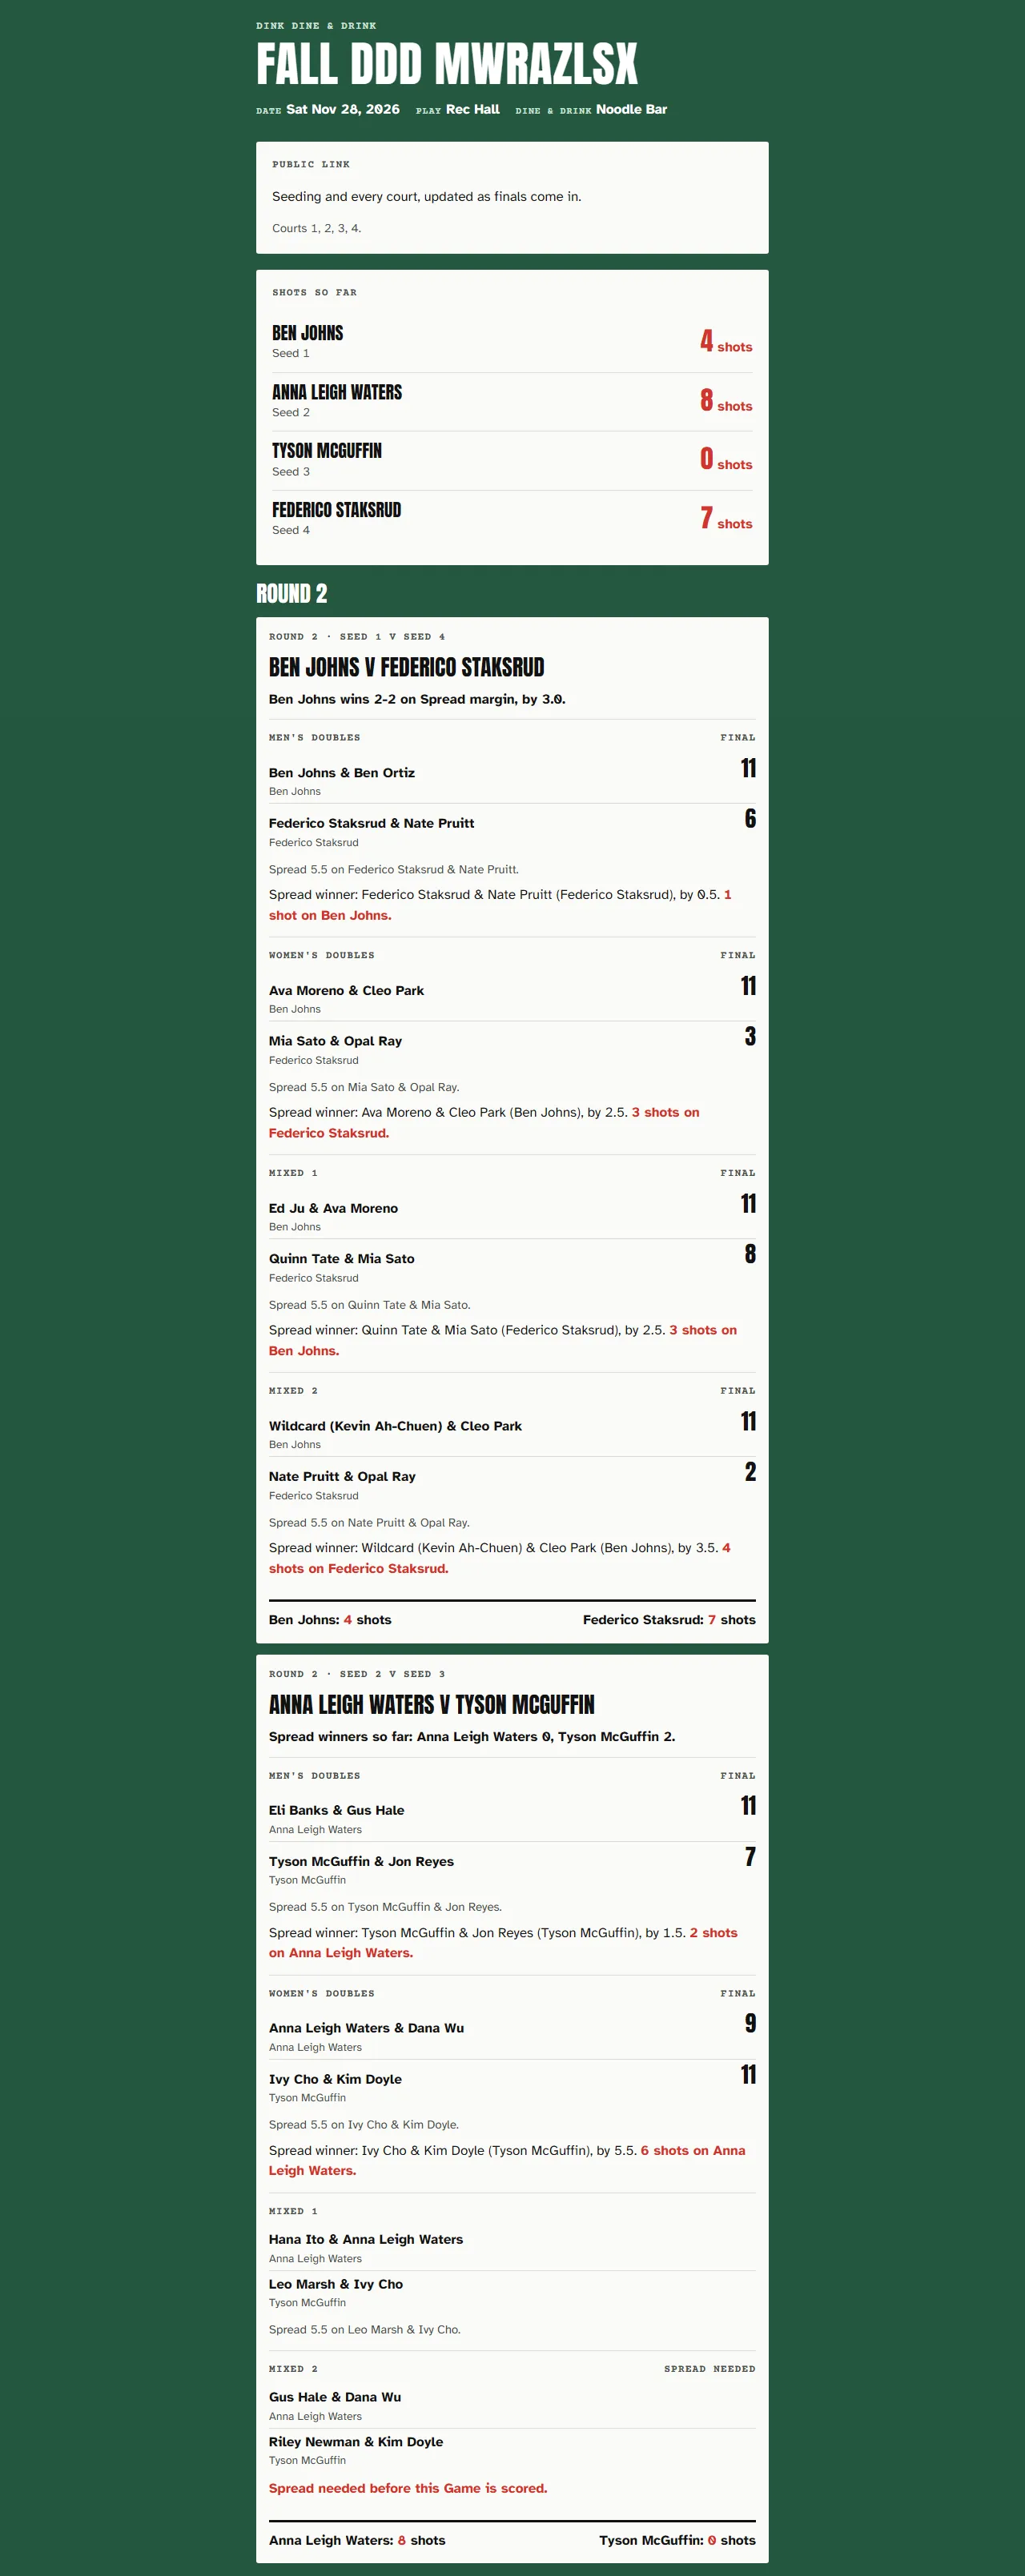 DINK DINE & DRINK
FALL DDD MWRAZLSX
DATE Sat Nov 28, 2026 PLAY Rec Hall DINE & DRINK Noodle Bar
PUBLIC LINK
Seeding and every court, updated as finals come in.
Courts 1, 2, 3, 4.
SHOTS SO FAR
BEN JOHNS
4 shots
Seed 1
ANNA LEIGH WATERS
8 shots
Seed 2
TYSON MCGUFFIN
0 shots
Seed 3
FEDERICO STAKSRUD
7 shots
Seed 4
ROUND 2
ROUND 2 · SEED 1 V SEED 4
BEN JOHNS V FEDERICO STAKSRUD
Ben Johns wins 2-2 on Spread margin, by 3.0.
MEN'S DOUBLES FINAL
Ben Johns & Ben Ortiz 11
Ben Johns
Federico Staksrud & Nate Pruitt 6
Federico Staksrud
Spread 5.5 on Federico Staksrud & Nate Pruitt.
Spread winner: Federico Staksrud & Nate Pruitt (Federico Staksrud), by 0.5. 1
shot on Ben Johns.
WOMEN'S DOUBLES FINAL
Ava Moreno & Cleo Park 11
Ben Johns
Mia Sato & Opal Ray 3
Federico Staksrud
Spread 5.5 on Mia Sato & Opal Ray.
Spread winner: Ava Moreno & Cleo Park (Ben Johns), by 2.5. 3 shots on
Federico Staksrud.
MIXED 1 FINAL
Ed Ju & Ava Moreno 11
Ben Johns
Quinn Tate & Mia Sato 8
Federico Staksrud
Spread 5.5 on Quinn Tate & Mia Sato.
Spread winner: Quinn Tate & Mia Sato (Federico Staksrud), by 2.5. 3 shots on
Ben Johns.
MIXED 2 FINAL
Wildcard (Kevin Ah-Chuen) & Cleo Park 11
Ben Johns
Nate Pruitt & Opal Ray 2
Federico Staksrud
Spread 5.5 on Nate Pruitt & Opal Ray.
Spread winner: Wildcard (Kevin Ah-Chuen) & Cleo Park (Ben Johns), by 3.5. 4
shots on Federico Staksrud.
Ben Johns: 4 shots Federico Staksrud: 7 shots
ROUND 2 · SEED 2 V SEED 3
ANNA LEIGH WATERS V TYSON MCGUFFIN
Spread winners so far: Anna Leigh Waters 0, Tyson McGuffin 2.
MEN'S DOUBLES FINAL
Eli Banks & Gus Hale 11
Anna Leigh Waters
Tyson McGuffin & Jon Reyes 7
Tyson McGuffin
Spread 5.5 on Tyson McGuffin & Jon Reyes.
Spread winner: Tyson McGuffin & Jon Reyes (Tyson McGuffin), by 1.5. 2 shots
on Anna Leigh Waters.
WOMEN'S DOUBLES FINAL
Anna Leigh Waters & Dana Wu 9
Anna Leigh Waters
Ivy Cho & Kim Doyle 11
Tyson McGuffin
Spread 5.5 on Ivy Cho & Kim Doyle.
Spread winner: Ivy Cho & Kim Doyle (Tyson McGuffin), by 5.5. 6 shots on Anna
Leigh Waters.
MIXED 1
Hana Ito & Anna Leigh Waters
Anna Leigh Waters
Leo Marsh & Ivy Cho
Tyson McGuffin
Spread 5.5 on Leo Marsh & Ivy Cho.
MIXED 2 SPREAD NEEDED
Gus Hale & Dana Wu
Anna Leigh Waters
Riley Newman & Kim Doyle
Tyson McGuffin
Spread needed before this Game is scored.
Anna Leigh Waters: 8 shots Tyson McGuffin: 0 shots